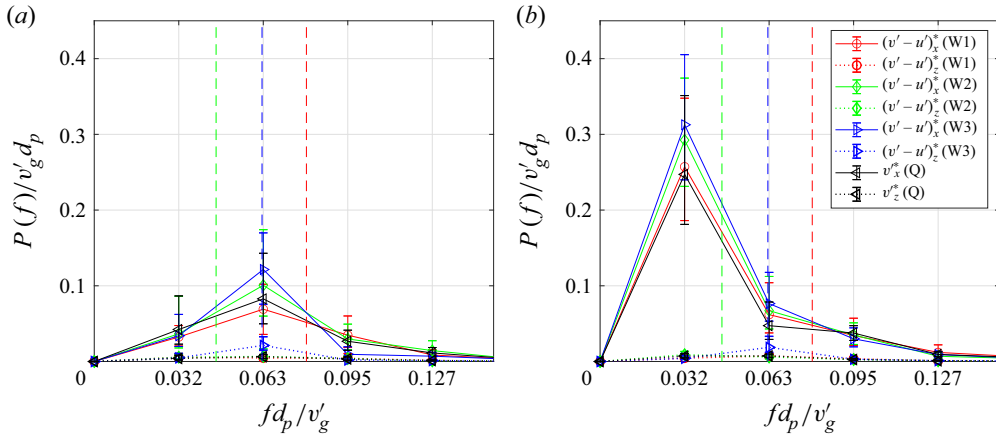 (a)
0.4
0.3
0.2
0.1
0
0.032
0.063
0.095
0.127
P(f)/v′_g d_p
f d_p/v′_g
(b)
0.4
0.3
0.2
0.1
0
0.032
0.063
0.095
0.127
P(f)/v′_g d_p
f d_p/v′_g
(v′ – u′)*_x (W1)
(v′ – u′)*_z (W1)
(v′ – u′)*_x (W2)
(v′ – u′)*_z (W2)
(v′ – u′)*_x (W3)
(v′ – u′)*_z (W3)
v′*_x (Q)
v′*_z (Q)